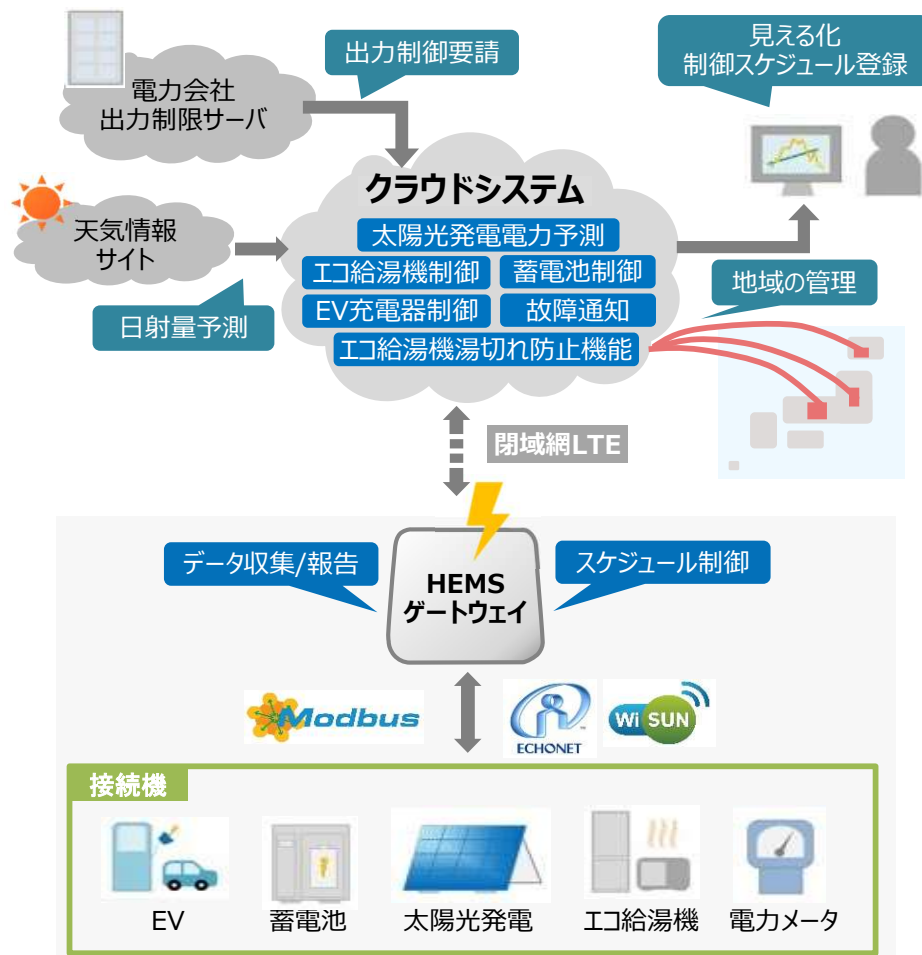 出力制御要請
見える化
制御スケジュール登録
電力会社
出力制限サーバ
クラウドシステム
天気情報
サイト
太陽光発電電力予測
エコ給湯機制御
蓄電池制御
EV充電器制御
故障通知
エコ給湯機湯切れ防止機能
日射量予測
地域の管理
閉域網LTE
データ収集/報告
スケジュール制御
HEMS
ゲートウェイ
Modbus
ECHONET
Wi SUN
接続機
EV
蓄電池
太陽光発電
エコ給湯機
電力メータ